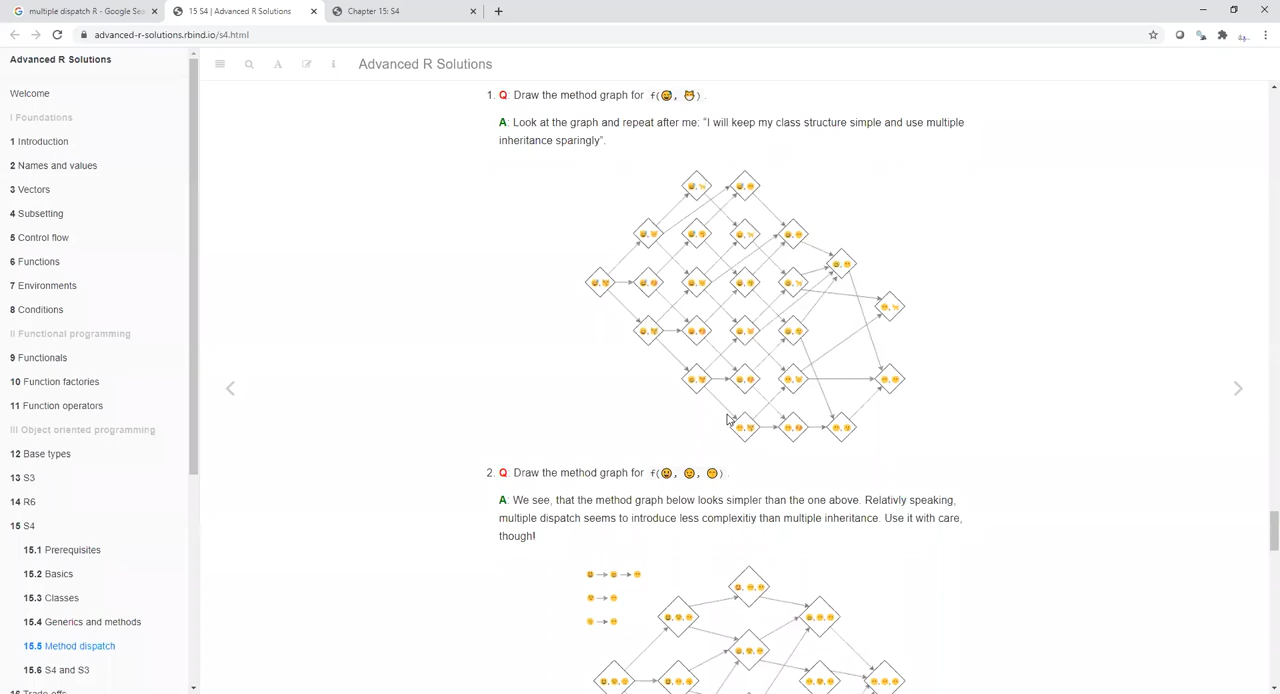 multiple dispatch R - Google Sea
15 S4 | Advanced R Solutions
Chapter 15: S4
advanced-r-solutions.rbind.io/s4.html
Advanced R Solutions
Advanced R Solutions
Welcome
I Foundations
1 Introduction
2 Names and values
3 Vectors
4 Subsetting
5 Control flow
6 Functions
7 Environments
8 Conditions
II Functional programming
9 Functionals
10 Function factories
11 Function operators
III Object oriented programming
12 Base types
13 S3
14 R6
15 S4
15.1 Prerequisites
15.2 Basics
15.3 Classes
15.4 Generics and methods
15.5 Method dispatch
15.6 S4 and S3
16 Trade-offs
1. Q: Draw the method graph for f(😅, 😽).
A: Look at the graph and repeat after me: “I will keep my class structure simple and use multiple
inheritance sparingly”.
2. Q: Draw the method graph for f(😃, 😉, 😙).
A: We see, that the method graph below looks simpler than the one above. Relativly speaking,
multiple dispatch seems to introduce less complexitiy than multiple inheritance. Use it with care,
though!